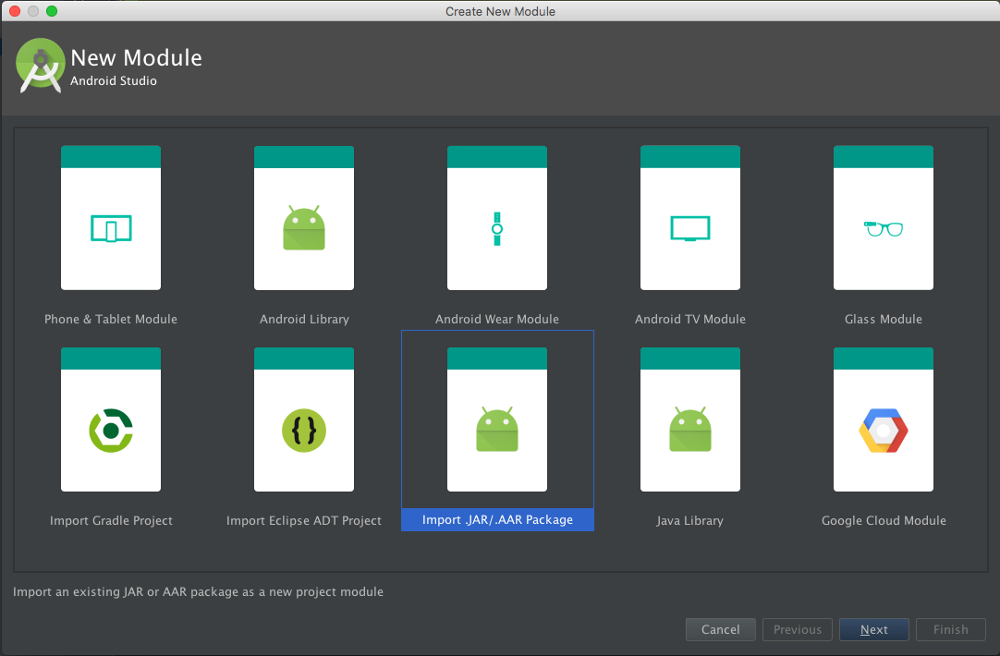 Create New Module
New Module
Android Studio
Phone & Tablet Module
Android Library
Android Wear Module
Android TV Module
Glass Module
{}
Import Gradle Project
Import Eclipse ADT Project
Import .JAR/.AAR Package
Java Library
Google Cloud Module
Import an existing JAR or AAR package as a new project module
Cancel
Previous
Next
Finish